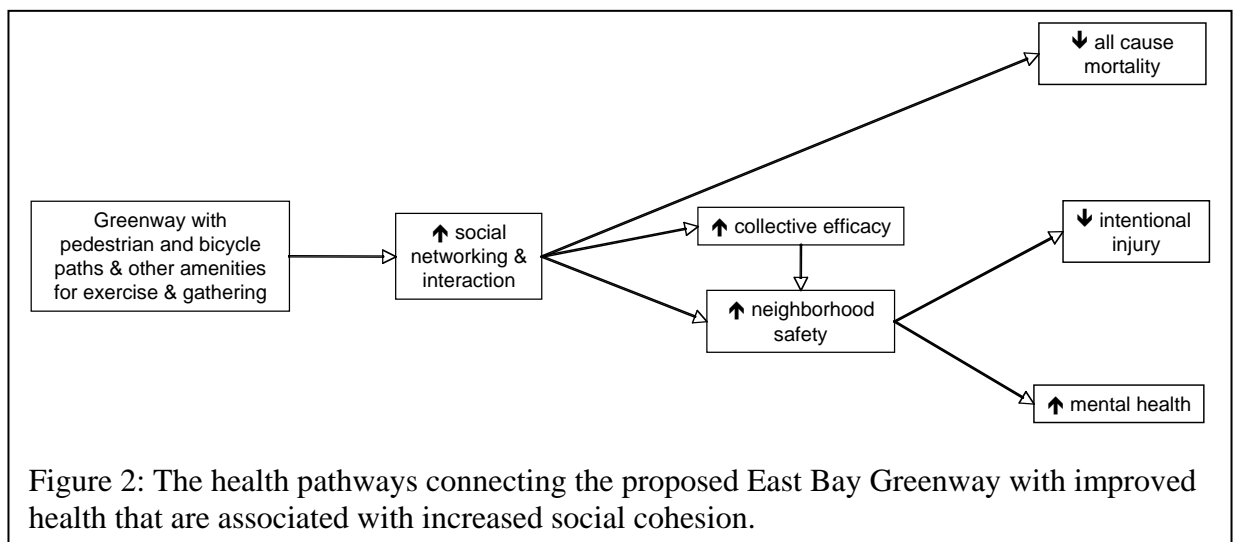 🡻 all cause
mortality
Greenway with
pedestrian and bicycle
paths & other amenities
for exercise & gathering
🡹 social
networking &
interaction
🡹 collective efficacy
🡹 neighborhood
safety
🡻 intentional
injury
🡹 mental health
Figure 2: The health pathways connecting the proposed East Bay Greenway with improved
health that are associated with increased social cohesion.